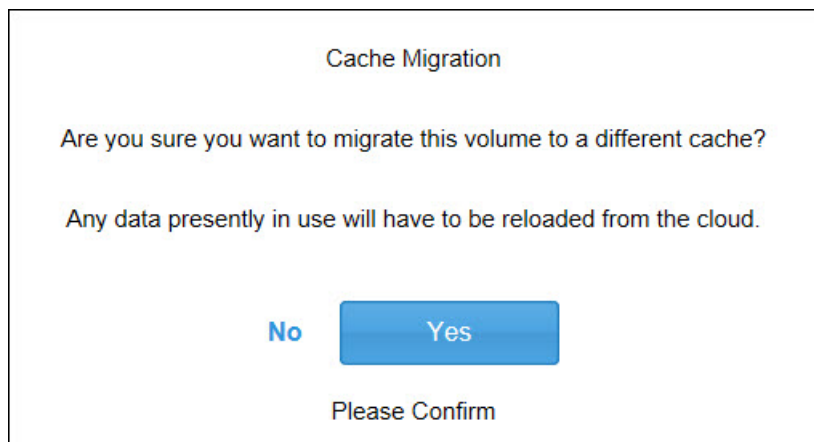 Cache Migration
Are you sure you want to migrate this volume to a different cache?
Any data presently in use will have to be reloaded from the cloud.
No Yes
Please Confirm